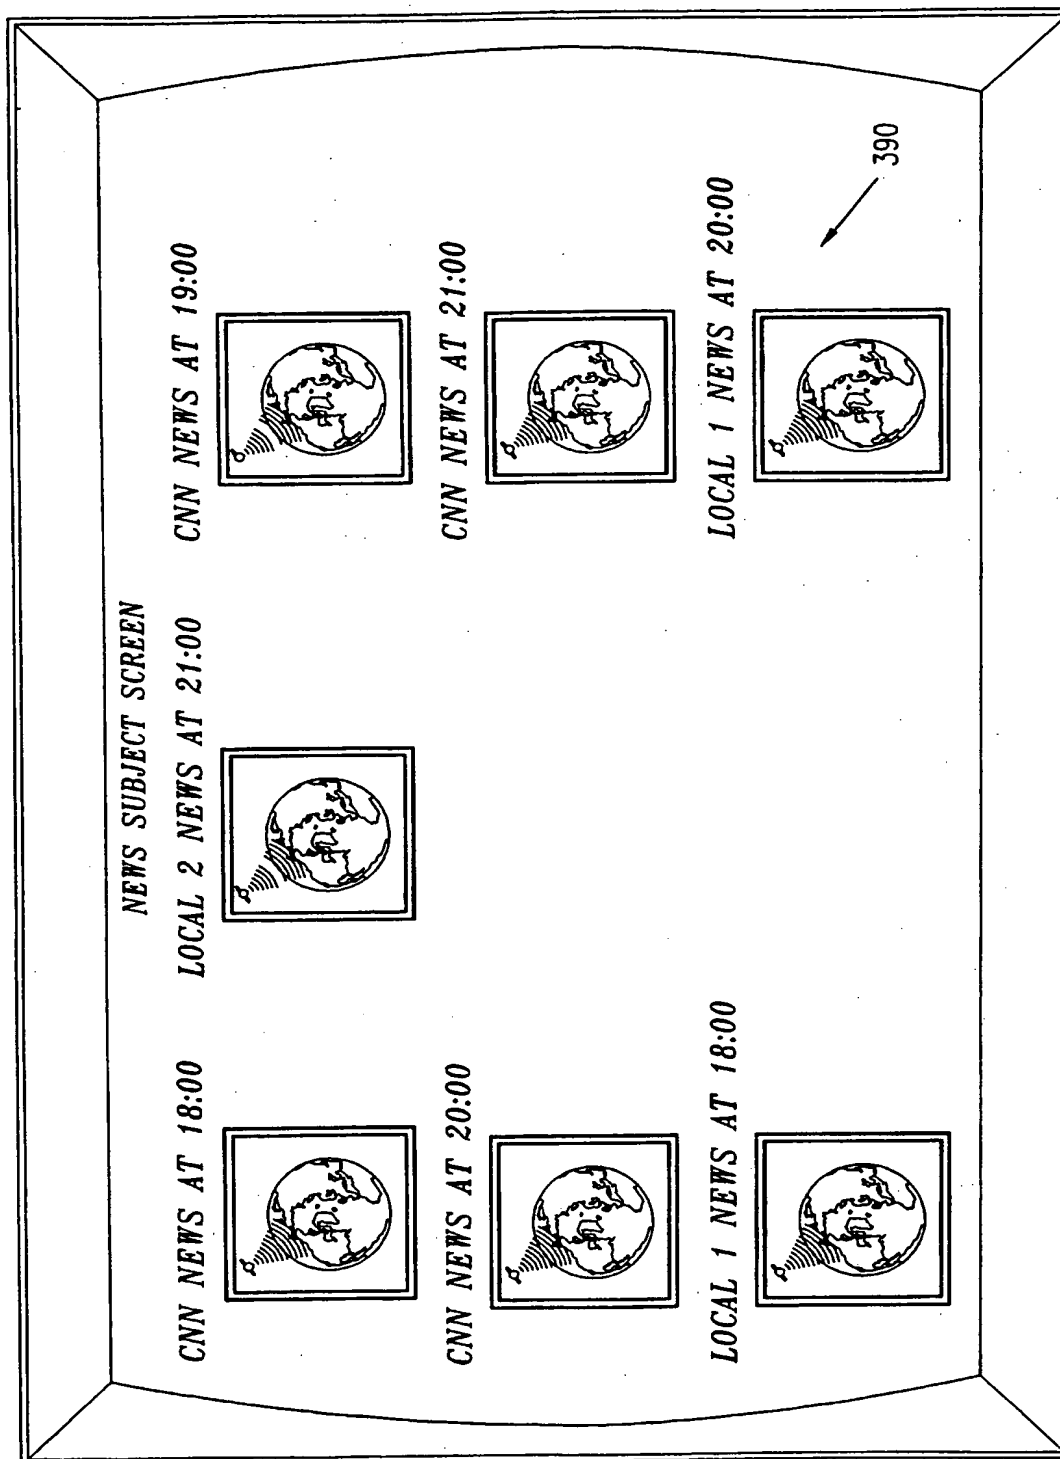 NEWS SUBJECT SCREEN
CNN NEWS AT 18:00
LOCAL 2 NEWS AT 21:00
CNN NEWS AT 19:00
CNN NEWS AT 20:00
CNN NEWS AT 21:00
LOCAL 1 NEWS AT 18:00
LOCAL 1 NEWS AT 20:00
390